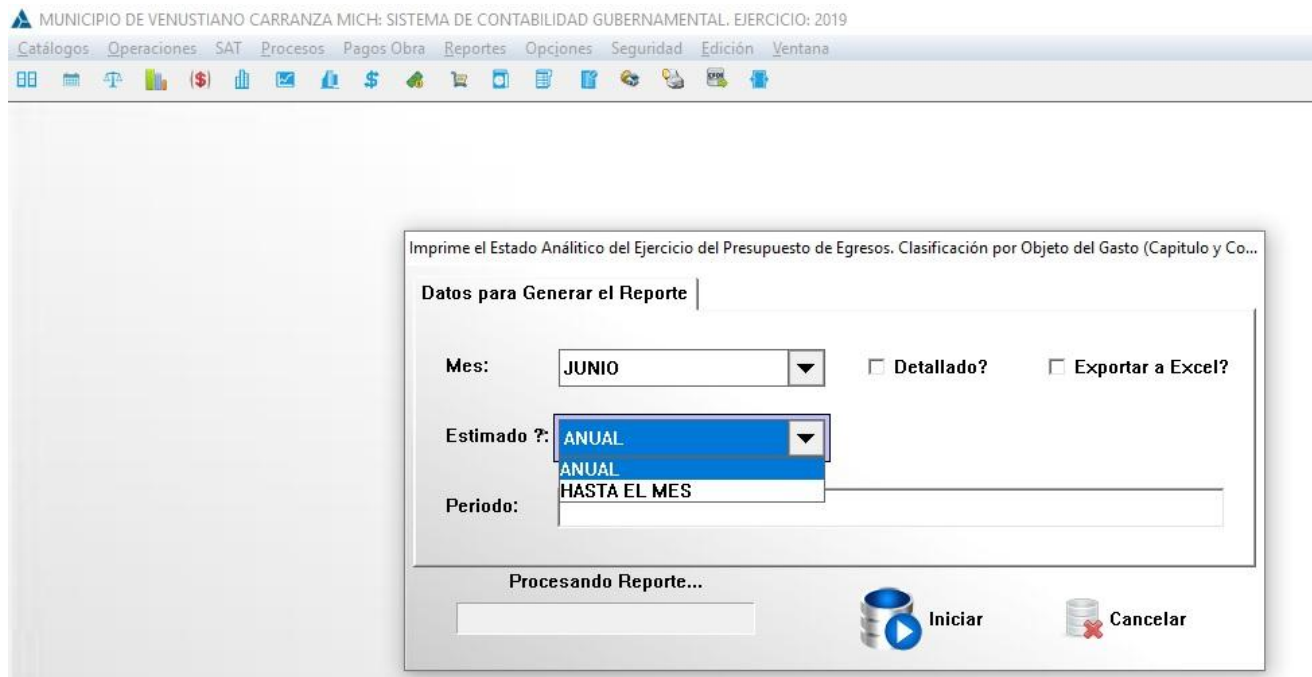 MUNICIPIO DE VENUSTIANO CARRANZA MICH: SISTEMA DE CONTABILIDAD GUBERNAMENTAL. EJERCICIO: 2019
Catálogos Operaciones SAT Procesos Pagos Obra Reportes Opciones Seguridad Edición Ventana
Imprime el Estado Análitico del Ejercicio del Presupuesto de Egresos. Clasificación por Objeto del Gasto (Capitulo y Co...
Datos para Generar el Reporte
Mes: JUNIO Detallado? Exportar a Excel?
Estimado ?: ANUAL
ANUAL
HASTA EL MES
Periodo:
Procesando Reporte...
Iniciar Cancelar